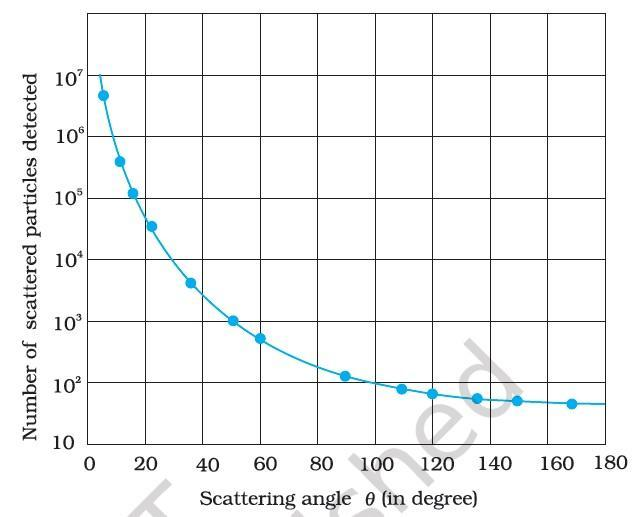 Number of scattered particles detected
10⁷
10⁶
10⁵
10⁴
10³
10²
10
0 20 40 60 80 100 120 140 160 180
Scattering angle θ (in degree)